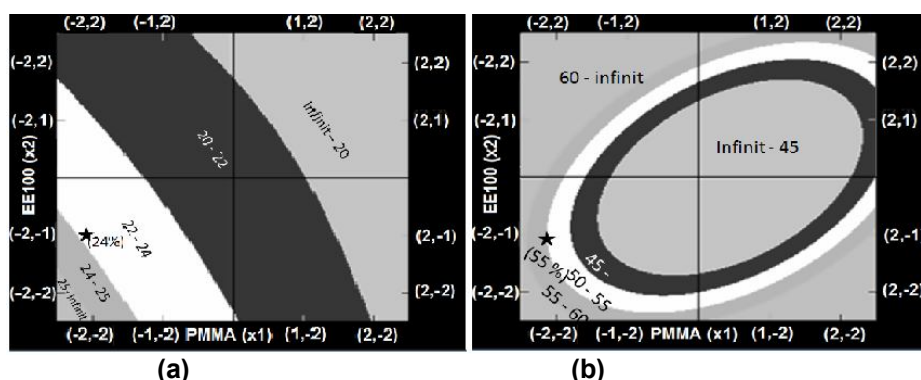 (-2,2) (-1,2) (1,2) (2,2)
(-2,2)
(-2,1)
EE100 (x2)
(-2,-1)
(-2,-2)
Infinit – 20
20 - 22
22 - 24
(24%)
24 - 25
25- Infinit
(2,2)
(2,1)
(2,-1)
(2,-2)
(-2,-2) (-1,-2) PMMA (x1) (1,-2) (2,-2)
(a)
(-2,2) (-1,2) (1,2) (2,2)
(-2,2)
(-2,1)
EE100 (x2)
(-2,-1)
(-2,-2)
60 - infinit
Infinit - 45
45 -
(55 %)
50 - 55
55 - 60
(2,2)
(2,1)
(2,-1)
(2,-2)
(-2,-2) (-1,-2) PMMA (x1) (1,-2) (2,-2)
(b)